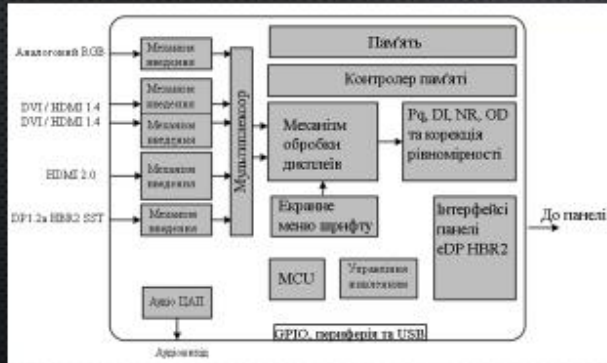 Аналоговий RGB
DVI / HDMI 1.4
DVI / HDMI 1.4
HDMI 2.0
DP1.2a HBR2 SST
Механізм
введення
Механізм
введення
Механізм
введення
Механізм
введення
Механізм
введення
Мультиплексор
Пам'ять
Контролер пам'яті
Механізм
обробки
дисплеїв
Pq, DI, NR, OD
та корекція
рівномірності
Екранне
меню шрифту
Інтерфейсі
панелі
eDP HBR2
До панелі
MCU
Управління
Аудіо ЦАП
GPIO, периферія та USB
Аудіовихід